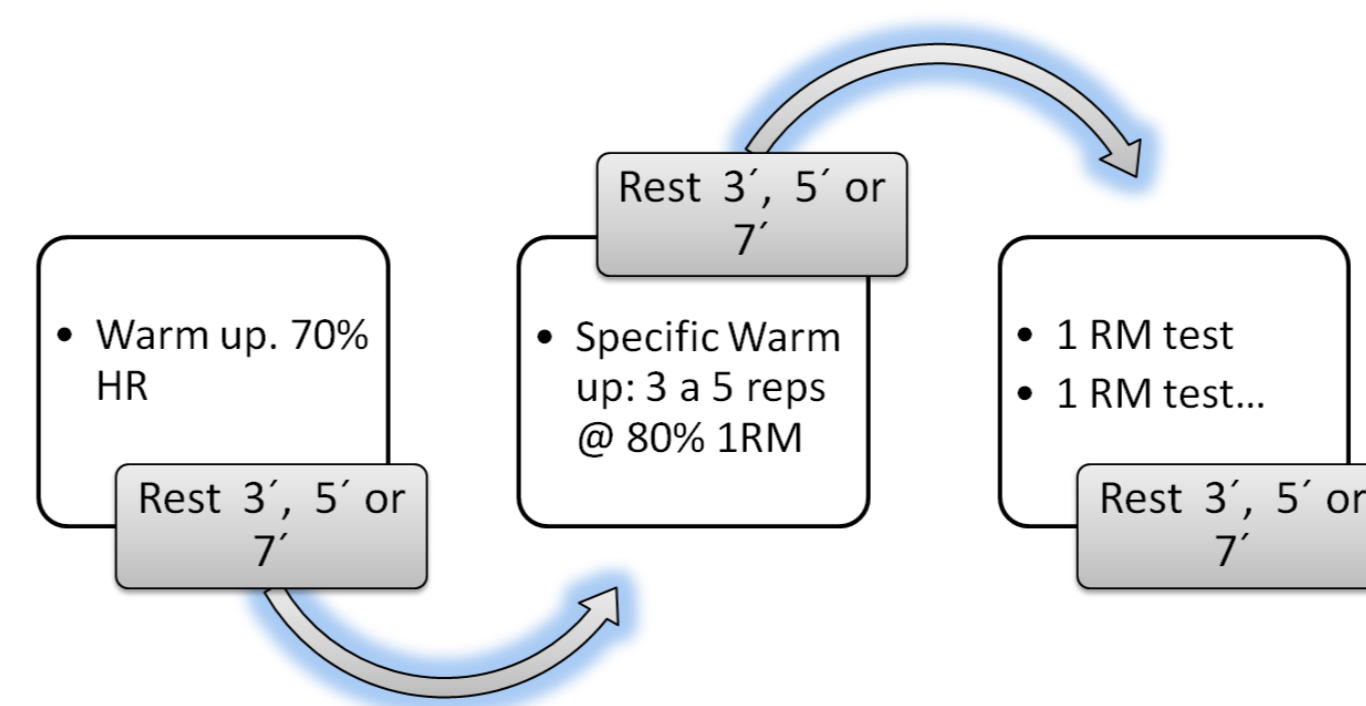 • Warm up. 70%
HR
Rest 3´, 5´ or
7´
Rest 3´, 5´ or
7´
• Specific Warm
up: 3 a 5 reps
@ 80% 1RM
• 1 RM test
• 1 RM test...
Rest 3´, 5´ or
7´